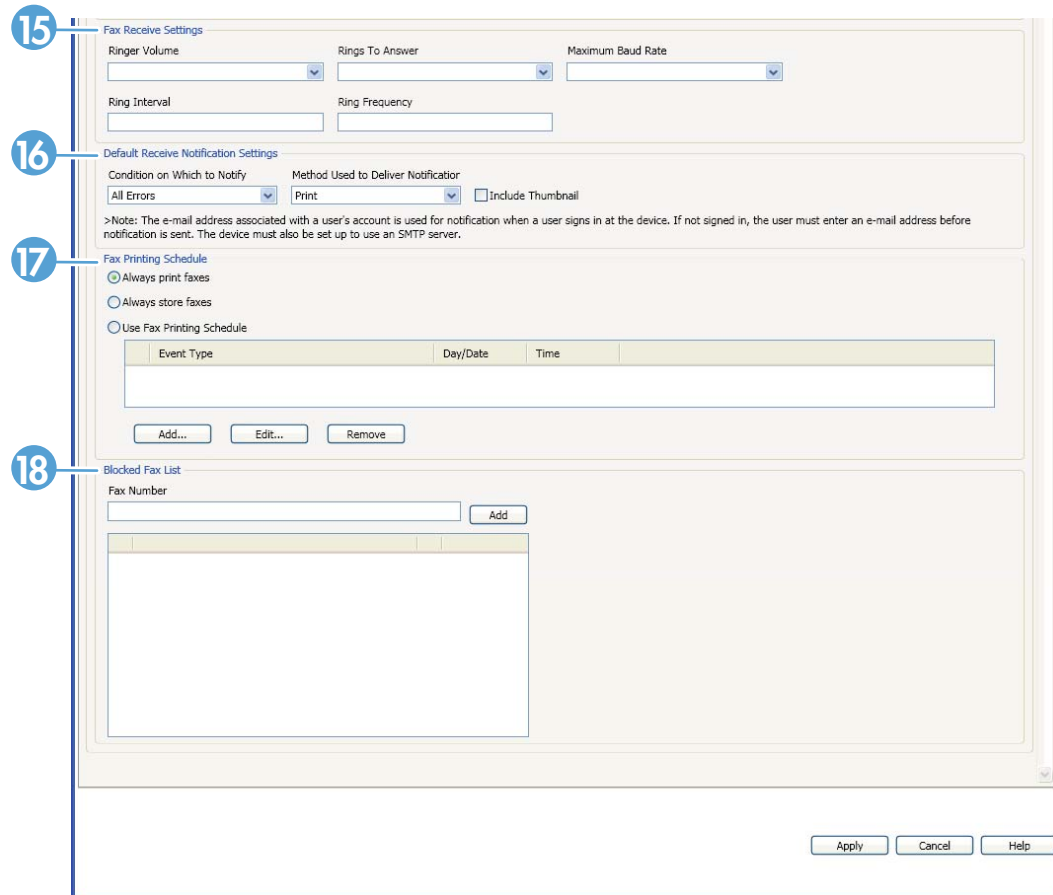 15
Fax Receive Settings
Ringer Volume
Rings To Answer
Maximum Baud Rate
Ring Interval
Ring Frequency
16
Default Receive Notification Settings
Condition on Which to Notify
Method Used to Deliver Notification
All Errors
Print
Include Thumbnail
>Note: The e-mail address associated with a user's account is used for notification when a user signs in at the device. If not signed in, the user must enter an e-mail address before
notification is sent. The device must also be set up to use an SMTP server.
17
Fax Printing Schedule
Always print faxes
Always store faxes
Use Fax Printing Schedule
Event Type
Day/Date
Time
Add...
Edit...
Remove
18
Blocked Fax List
Fax Number
Add
Apply
Cancel
Help